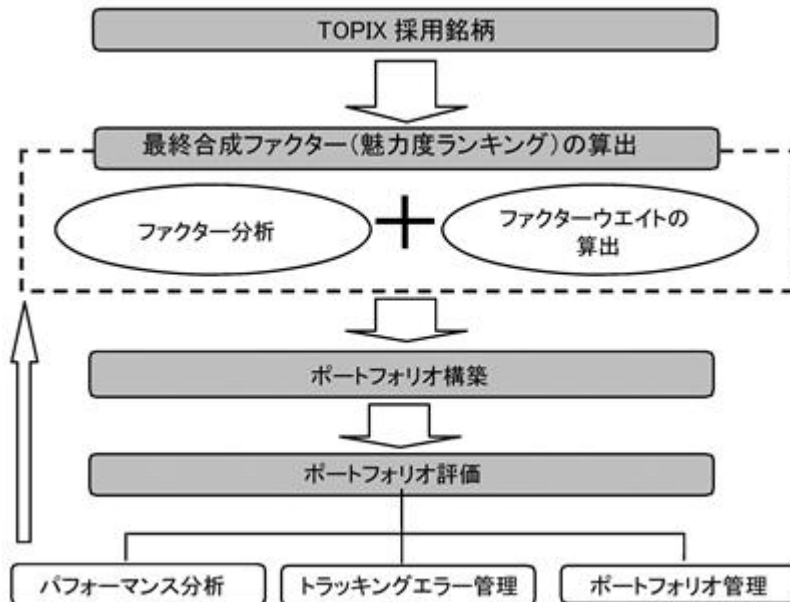 TOPIX 採用銘柄
最終合成ファクター(魅力度ランキング)の算出
ファクター分析
ファクターウエイトの
算出
ポートフォリオ構築
ポートフォリオ評価
パフォーマンス分析
トラッキングエラー管理
ポートフォリオ管理